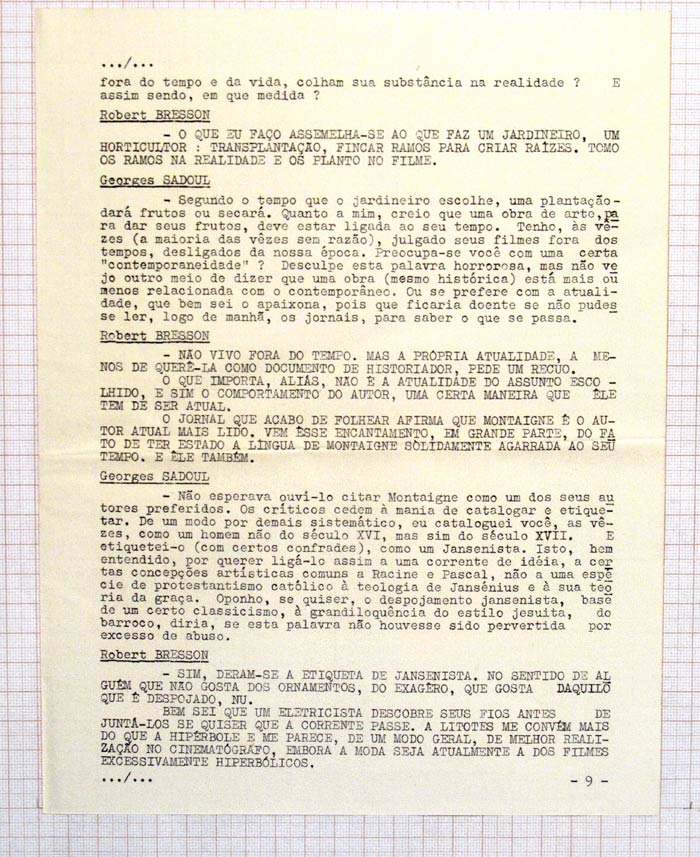 .../...
fora do tempo e da vida, colham sua substância na realidade ? E
assim sendo, em que medida ?
Robert BRESSON
- O QUE EU FAÇO ASSEMELHA-SE AO QUE FAZ UM JARDINEIRO, UM
HORTICULTOR : TRANSPLANTAÇÃO, FINCAR RAMOS PARA CRIAR RAÍZES. TOMO
OS RAMOS NA REALIDADE E OS PLANTO NO FILME.
Georges SADOUL
- Segundo o tempo que o jardineiro escolhe, uma plantação-
dará frutos ou secará. Quanto a mim, creio que uma obra de arte,pa
ra dar seus frutos, deve estar ligada ao seu tempo. Tenho, às vê-
zes (a maioria das vêzes sem razão), julgado seus filmes fora dos
tempos, desligados da nossa época. Preocupa-se você com uma certa
"contemporaneidade" ? Desculpe esta palavra horrorosa, mas não ve
jo outro meio de dizer que uma obra (mesmo histórica) está mais ou
menos relacionada com o contemporâneo. Ou se prefere com a atuali-
dade, que bem sei o apaixona, pois que ficaria doente se não pudes
se ler, logo de manhã, os jornais, para saber o que se passa.
Robert BRESSON
- NÃO VIVO FORA DO TEMPO. MAS A PRÓPRIA ATUALIDADE, A ME-
NOS DE QUERÊ-LA COMO DOCUMENTO DE HISTORIADOR, PEDE UM RECUO.
O QUE IMPORTA, ALIÁS, NÃO É A ATUALIDADE DO ASSUNTO ESCO -
LHIDO, E SIM O COMPORTAMENTO DO AUTOR, UMA CERTA MANEIRA QUE ÊLE
TEM DE SER ATUAL.
O JORNAL QUE ACABO DE FOLHEAR AFIRMA QUE MONTAIGNE É O AU-
TOR ATUAL MAIS LIDO. VEM ÊSSE ENCANTAMENTO, EM GRANDE PARTE, DO FA
TO DE TER ESTADO A LÍNGUA DE MONTAIGNE SÒLIDAMENTE AGARRADA AO SEU
TEMPO. E ÊLE TAMBÉM.
Georges SADOUL
- Não esperava ouvi-lo citar Montaigne como um dos seus au
tores preferidos. Os críticos cedem à mania de catalogar e etique-
tar. De um modo por demais sistemático, eu cataloguei você, as vê-
zes, como um homem não do século XVI, mas sim do século XVII. E
etiquetei-o (com certos confrades), como um Jansenista. Isto, bem
entendido, por querer ligá-lo assim a uma corrente de idéia, a cer
tas concepções artísticas comuns a Racine e Pascal, não a uma espé
cie de protestantismo católico à teologia de Jansénius e à sua teo
ria da graça. Oponho, se quiser, o despojamento jansenista, base
de um certo classicismo, à grandiloquência do estilo jesuita, do
barroco, diria, se esta palavra não houvesse sido pervertida por
excesso de abuso.
Robert BRESSON
- SIM, DERAM-SE A ETIQUETA DE JANSENISTA. NO SENTIDO DE AL
GUÉM QUE NÃO GOSTA DOS ORNAMENTOS, DO EXAGÊRO, QUE GOSTA DAQUILO
QUE É DESPOJADO, NU.
BEM SEI QUE UM ELETRICISTA DESCOBRE SEUS FIOS ANTES DE
JUNTÁ-LOS SE QUISER QUE A CORRENTE PASSE. A LITOTES ME CONVÉM MAIS
DO QUE A HIPÉRBOLE E ME PARECE, DE UM MODO GERAL, DE MELHOR REALI-
ZAÇÃO NO CINEMATÓGRAFO, EMBORA A MODA SEJA ATUALMENTE A DOS FILMES
EXCESSIVAMENTE HIPERBÓLICOS.
.../...
- 9 -